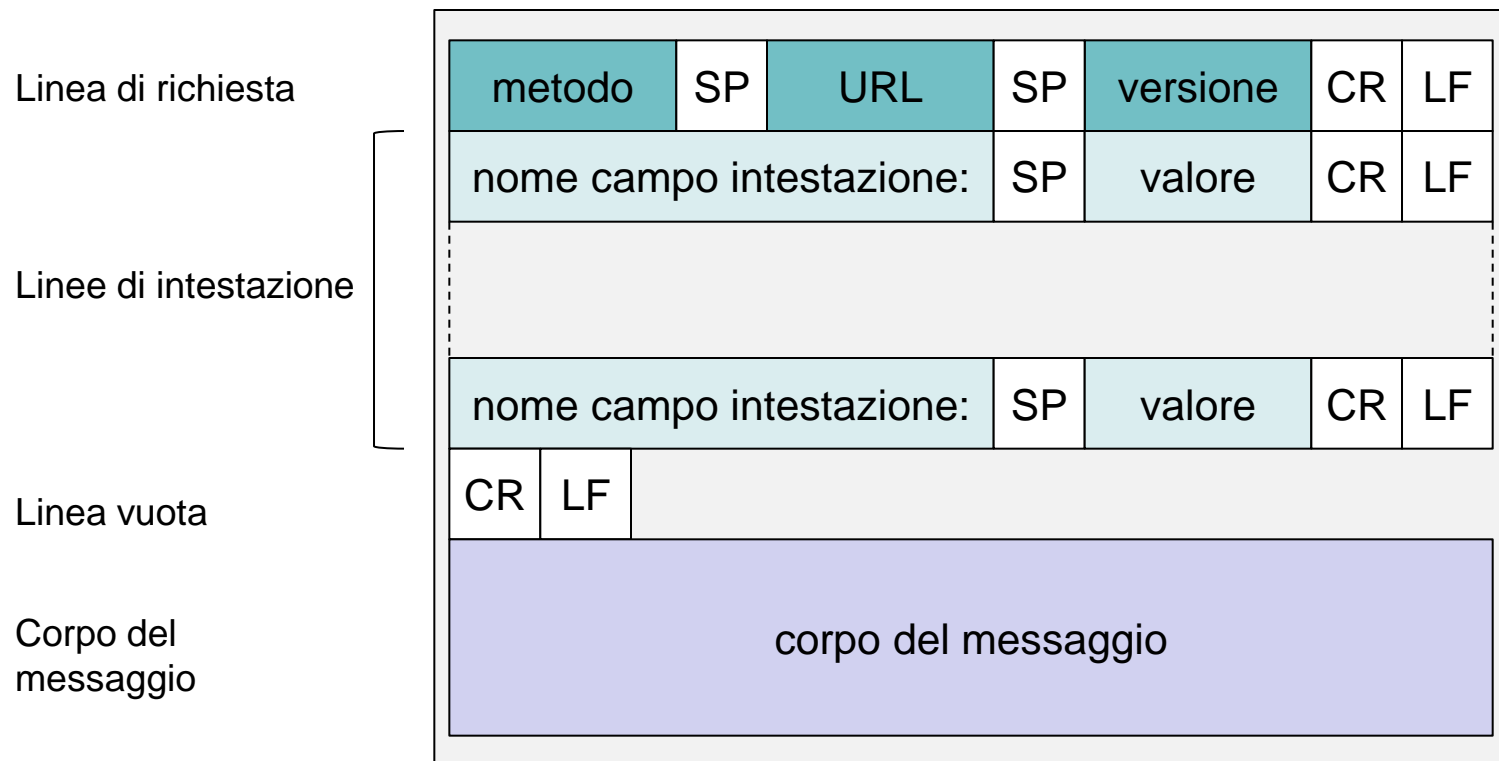 Linea di richiesta
metodo SP URL SP versione CR LF
nome campo intestazione: SP valore CR LF
Linee di intestazione
nome campo intestazione: SP valore CR LF
Linea vuota
CR LF
Corpo del
messaggio
corpo del messaggio